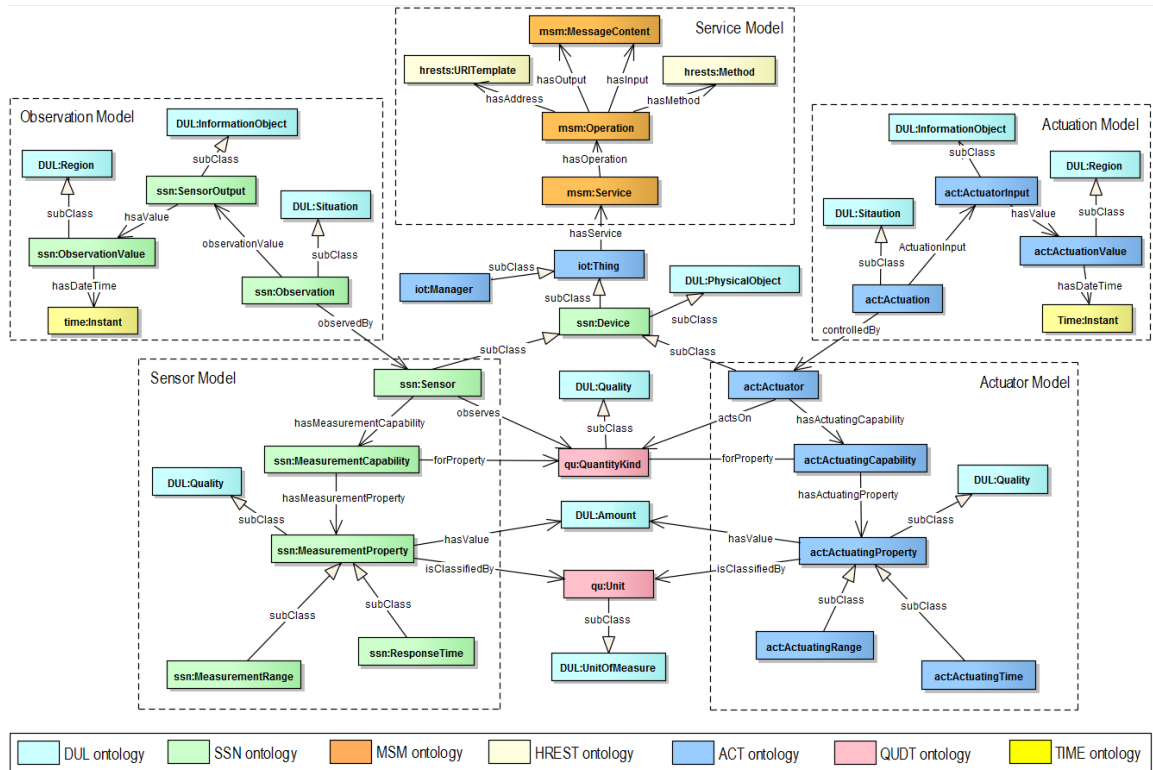 Service Model
msm:MessageContent
hrests:URITemplate
hasOutput
hasInput
hrests:Method
hasAddress
hasMethod
msm:Operation
hasOperation
msm:Service
hasService
Observation Model
DUL:InformationObject
subClass
DUL:Region
ssn:SensorOutput
subClass
hsaValue
DUL:Situation
observationValue
subClass
ssn:ObservationValue
hasDateTime
ssn:Observation
time:Instant
observedBy
Actuation Model
DUL:InformationObject
subClass
DUL:Region
act:ActuatorInput
subClass
hasValue
DUL:Sitaution
ActuationInput
act:ActuationValue
subClass
hasDateTime
act:Actuation
Time:Instant
controlledBy
iot:Thing
subClass
iot:Manager
DUL:PhysicalObject
subClass
ssn:Device
subClass
subClass
subClass
Sensor Model
ssn:Sensor
observes
hasMeasurementCapability
ssn:MeasurementCapability
forProperty
hasMeasurementProperty
DUL:Quality
subClass
ssn:MeasurementProperty
hasValue
isClassifiedBy
subClass
subClass
ssn:ResponseTime
ssn:MeasurementRange
DUL:Quality
subClass
qu:QuantityKind
DUL:Amount
qu:Unit
subClass
DUL:UnitOfMeasure
Actuator Model
act:Actuator
actsOn
hasActuatingCapability
forProperty
act:ActuatingCapability
hasActuatingProperty
DUL:Quality
subClass
hasValue
act:ActuatingProperty
isClassifiedBy
subClass
subClass
act:ActuatingRange
act:ActuatingTime
DUL ontology
SSN ontology
MSM ontology
HREST ontology
ACT ontology
QUDT ontology
TIME ontology